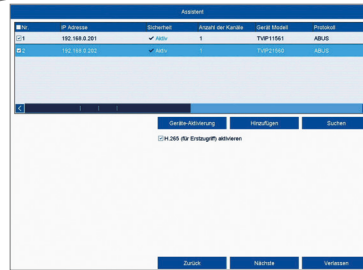 Assistent
Nr. IP Adresse Sicherheit Anzahl der Kanäle Gerät Modell Protokoll
1 192.168.0.201 Aktiv 1 TVIP11561 ABUS
2 192.168.0.202 Aktiv 1 TVIP21560 ABUS
Geräte-Aktivierung Hinzufügen Suchen
H.265 (für Erstzugriff) aktivieren
Zurück Nächste Verlassen